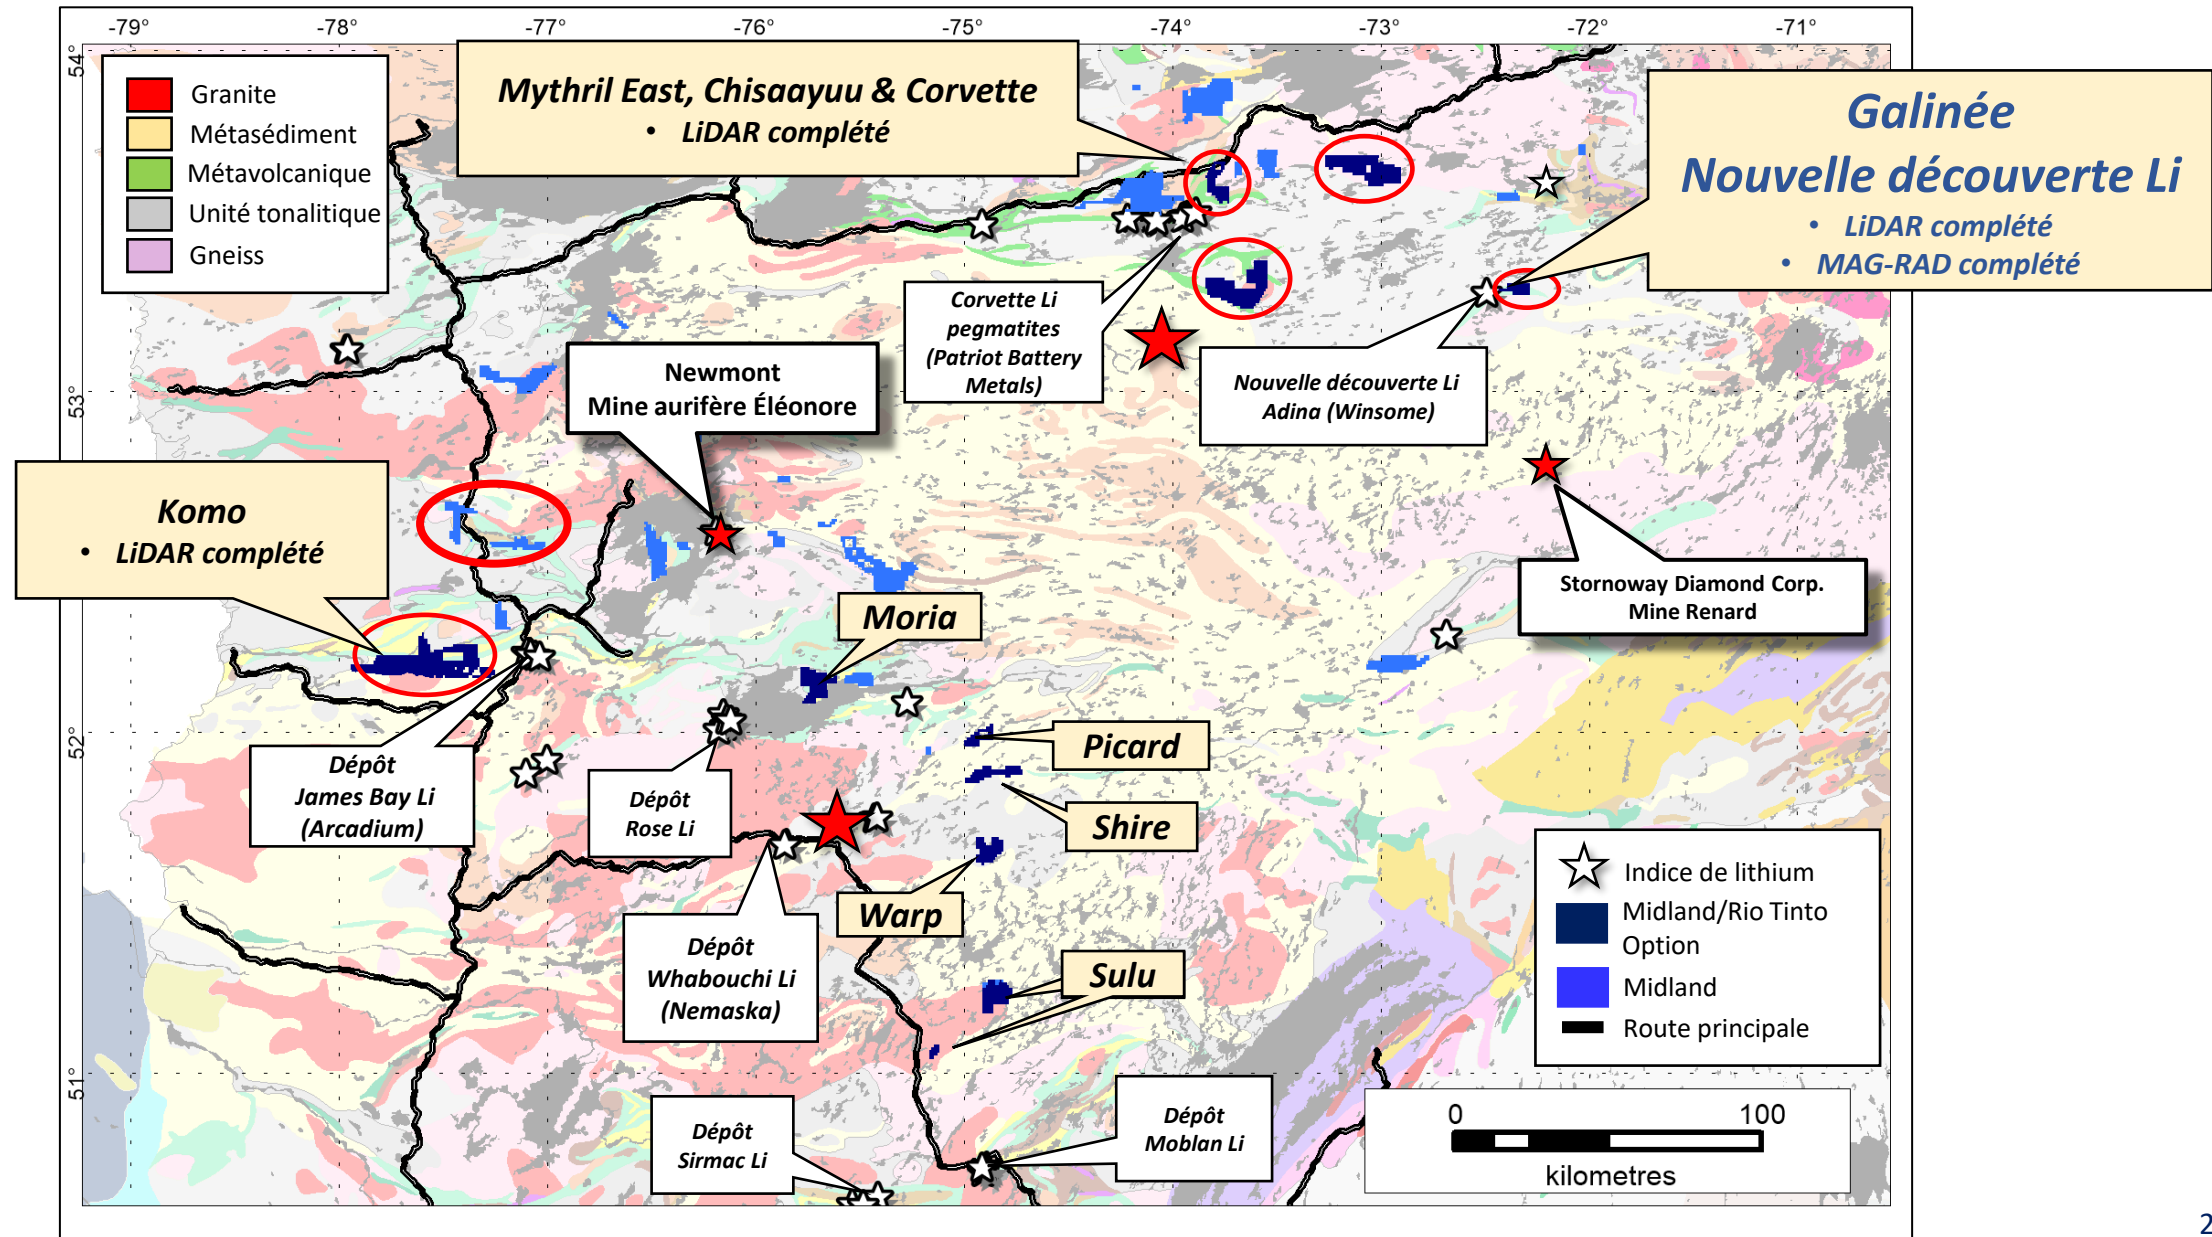 -79°
-78°
-77°
-76°
-75°
-74°
-73°
-72°
-71°
54°
53°
52°
51°
Granite
Métasédiment
Métavolcanique
Unité tonalitique
Gneiss
Mythril East, Chisaayuu & Corvette
• LiDAR complété
Galinée
Nouvelle découverte Li
• LiDAR complété
• MAG-RAD complété
Corvette Li
pegmatites
(Patriot Battery
Metals)
Nouvelle découverte Li
Adina (Winsome)
Newmont
Mine aurifère Éléonore
Komo
• LiDAR complété
Stornoway Diamond Corp.
Mine Renard
Moria
Picard
Shire
Warp
Sulu
Dépôt
James Bay Li
(Arcadium)
Dépôt
Rose Li
Dépôt
Whabouchi Li
(Nemaska)
Dépôt
Sirmac Li
Dépôt
Moblan Li
Indice de lithium
Midland/Rio Tinto
Option
Midland
Route principale
0 100
kilometres
2